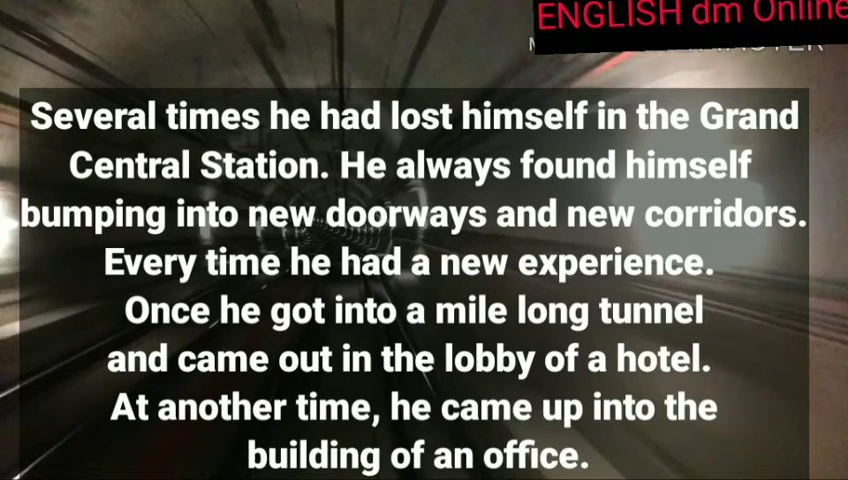 ENGLISH dm Online
Several times he had lost himself in the Grand
Central Station. He always found himself
bumping into new doorways and new corridors.
Every time he had a new experience.
Once he got into a mile long tunnel
and came out in the lobby of a hotel.
At another time, he came up into the
building of an office.